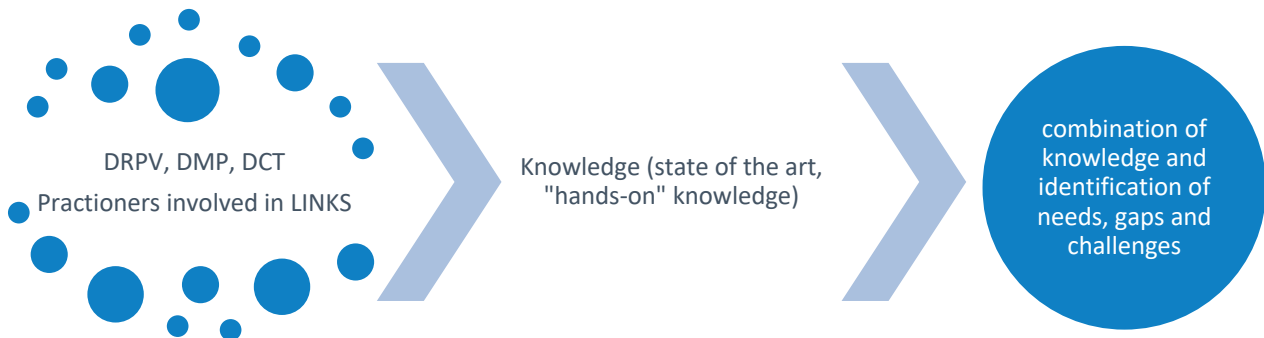 DRPV, DMP, DCT
Practioners involved in LINKS
Knowledge (state of the art,
"hands-on" knowledge)
combination of
knowledge and
identification of
needs, gaps and
challenges